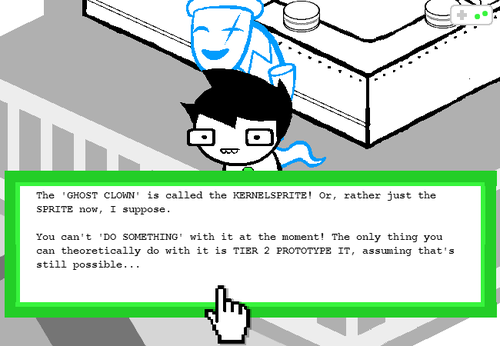 The 'GHOST CLOWN' is called the KERNELSPRITE! Or, rather just the
SPRITE now, I suppose.
You can't 'DO SOMETHING' with it at the moment! The only thing you
can theoretically do with it is TIER 2 PROTOTYPE IT, assuming that's
still possible...